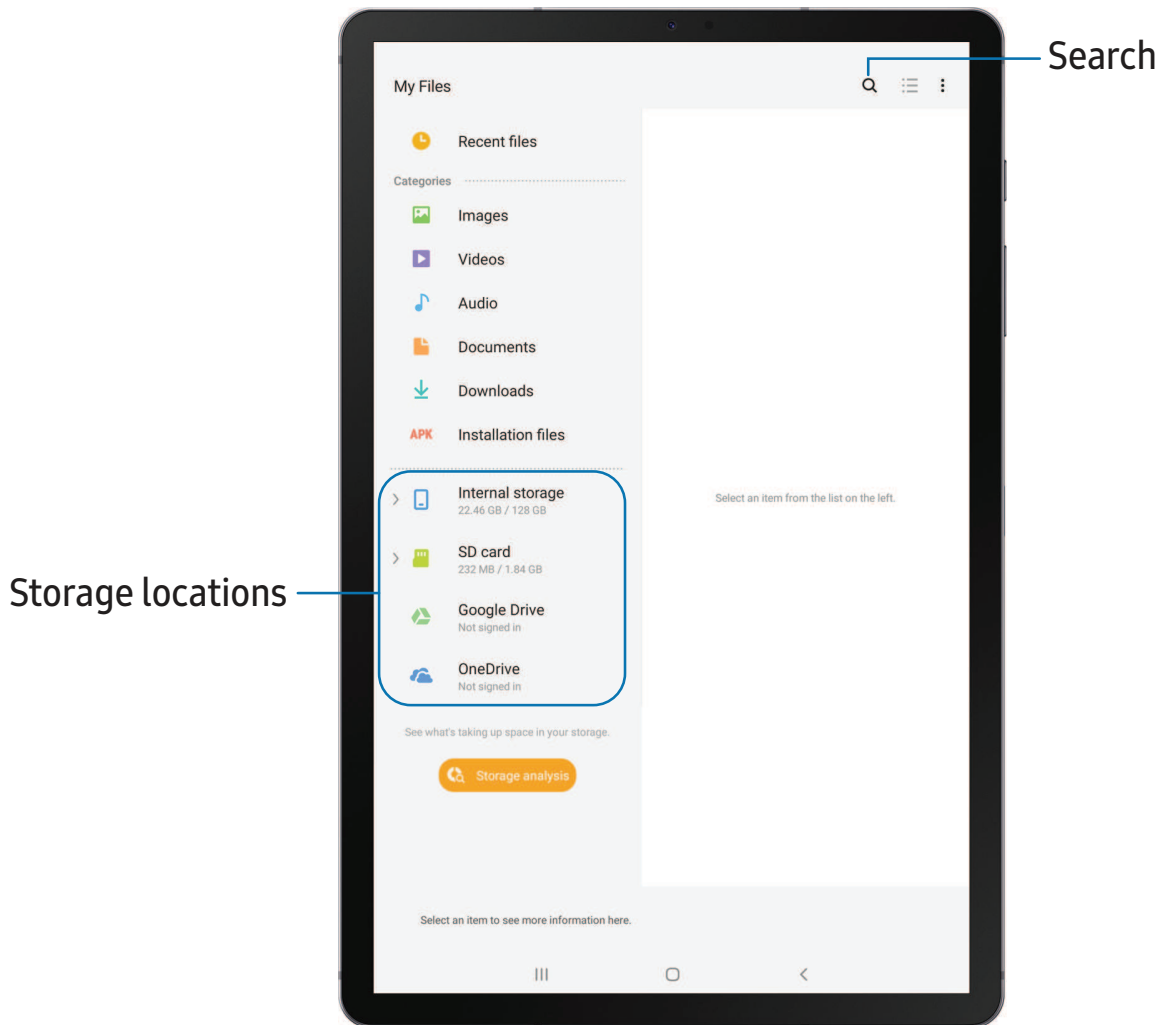 Search
My Files
Recent files
Categories
Images
Videos
Audio
Documents
Downloads
APK Installation files
Internal storage
22.46 GB / 128 GB
Select an item from the list on the left.
SD card
232 MB / 1.84 GB
Storage locations
Google Drive
Not signed in
OneDrive
Not signed in
See what's taking up space in your storage.
Storage analysis
Select an item to see more information here.